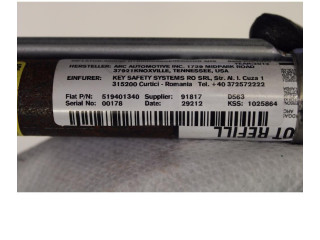 HERSTELLER: ARC AUTOMOTIVE INC. 1729 MIDPARK ROAD
37921KNOXVILLE, TENNESSEE, USA
EINFURER: KEY SAFETY SYSTEMS RO SRL, Str. Al. I. Cuza 1
315200 Curtici - Romania Tel. +40 372572222
Fiat P/N: 519401340 Supplier: 91817 D563
Serial No: 00178 Date: 29212 KSS: 1025864
OT REFILL